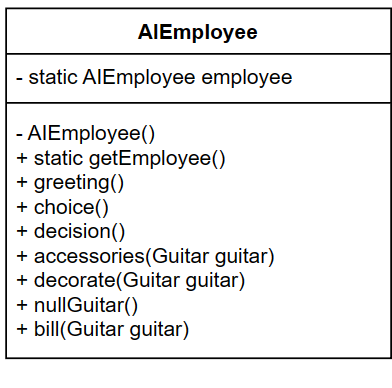 AIEmployee
- static AIEmployee employee
- AIEmployee()
+ static getEmployee()
+ greeting()
+ choice()
+ decision()
+ accessories(Guitar guitar)
+ decorate(Guitar guitar)
+ nullGuitar()
+ bill(Guitar guitar)